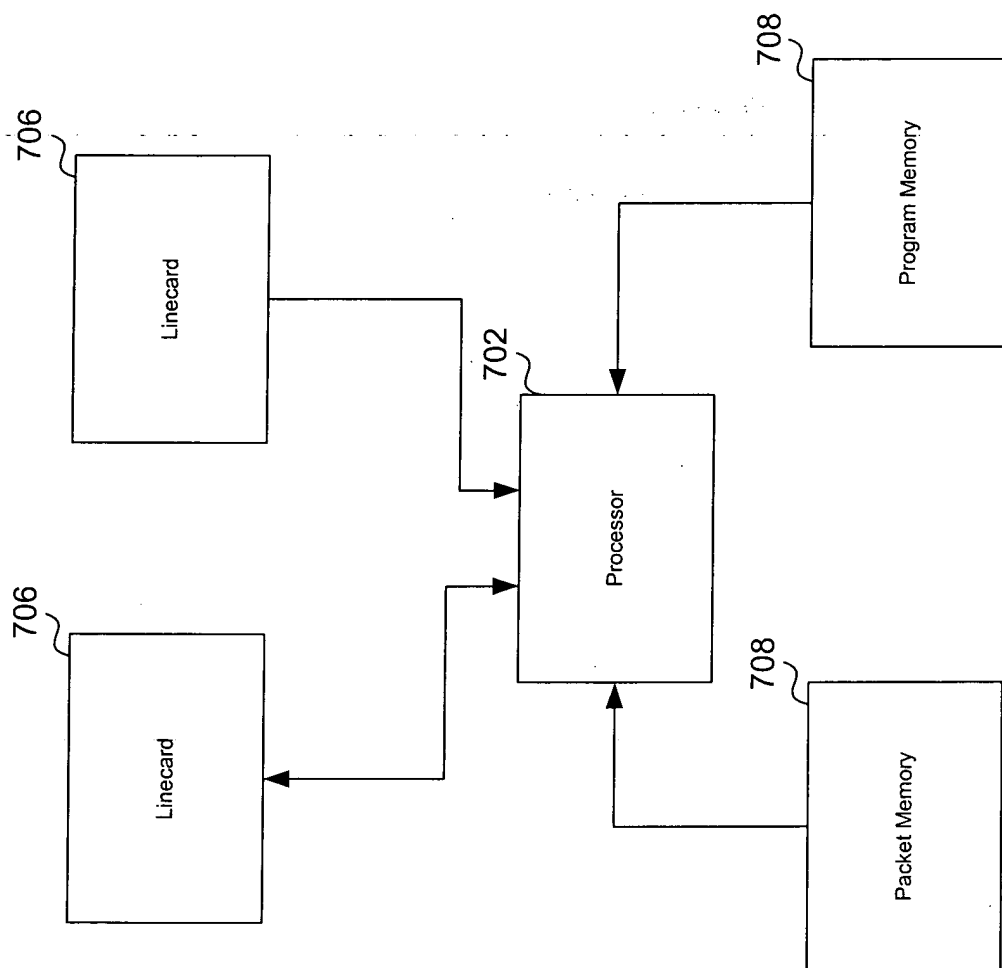 706
Linecard
706
Linecard
702
Processor
708
Packet Memory
708
Program Memory